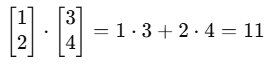 [1 2] · [3 4] = 1 · 3 + 2 · 4 = 11